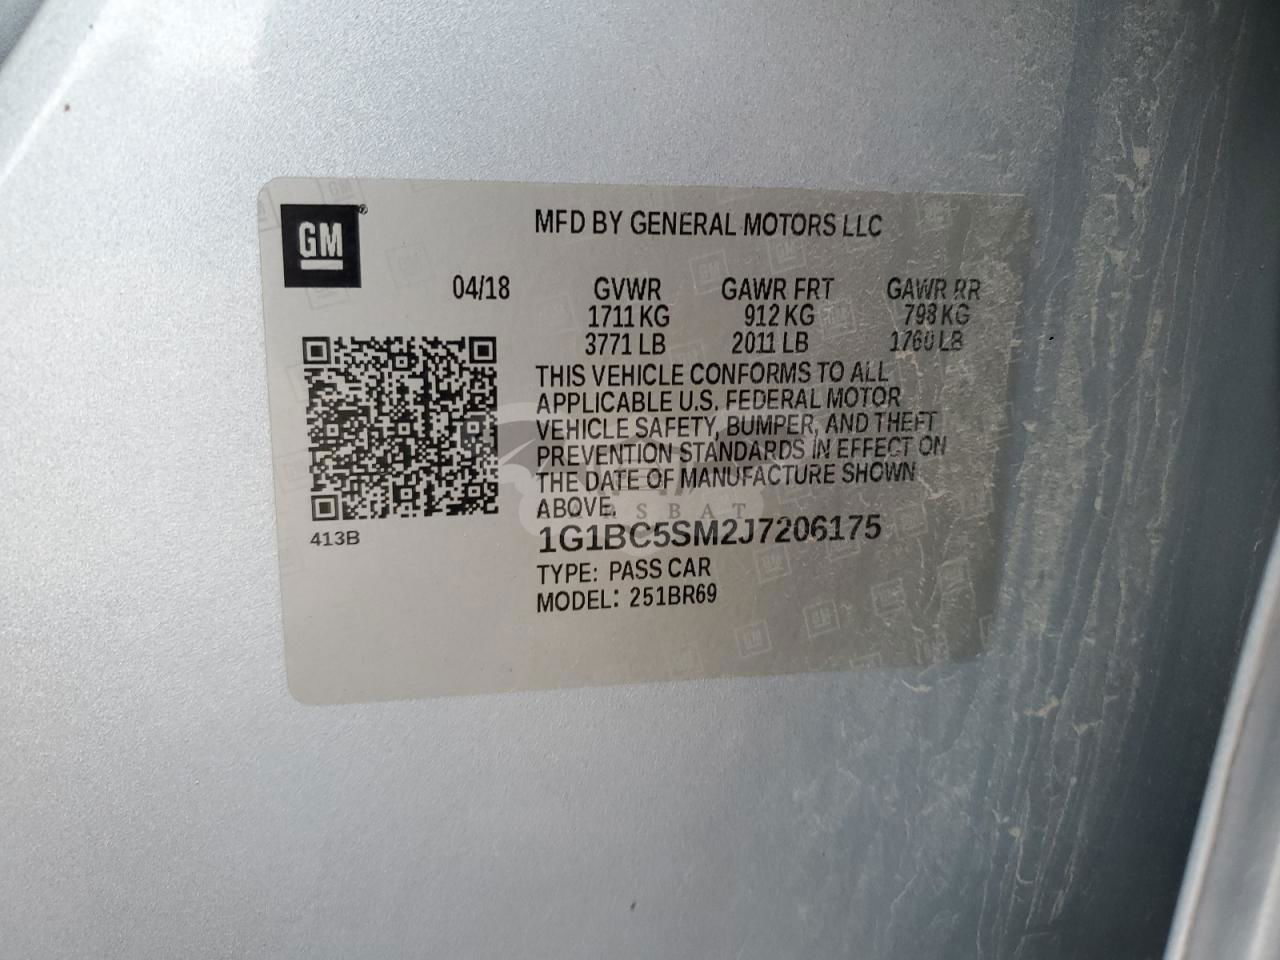 GM
MFD BY GENERAL MOTORS LLC
04/18 GVWR GAWR FRT GAWR RR
1711 KG 912 KG 798 KG
3771 LB 2011 LB 1760 LB
THIS VEHICLE CONFORMS TO ALL
APPLICABLE U.S. FEDERAL MOTOR
VEHICLE SAFETY, BUMPER, AND THEFT
PREVENTION STANDARDS IN EFFECT ON
THE DATE OF MANUFACTURE SHOWN
ABOVE.
1G1BC5SM2J7206175
413B
TYPE: PASS CAR
MODEL: 251BR69